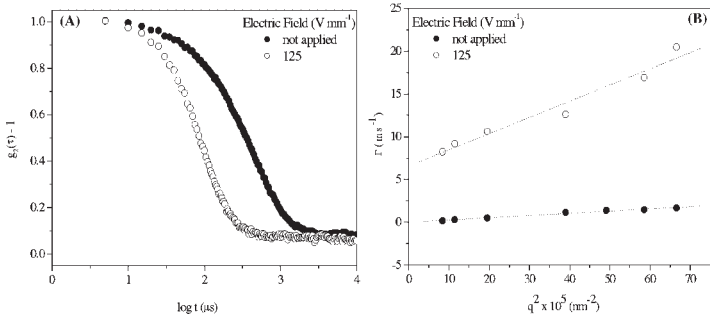 (A)
Electric Field (V mm-1)
not applied
125
1.0
0.8
0.6
0.4
0.2
0.0
g2(τ) - 1
0
1
2
3
4
log t (μs)
(B)
Electric Field (V mm-1)
not applied
125
25
20
15
10
5
0
-5
Γ (ms-1)
0
10
20
30
40
50
60
70
q2 x 105 (nm-2)